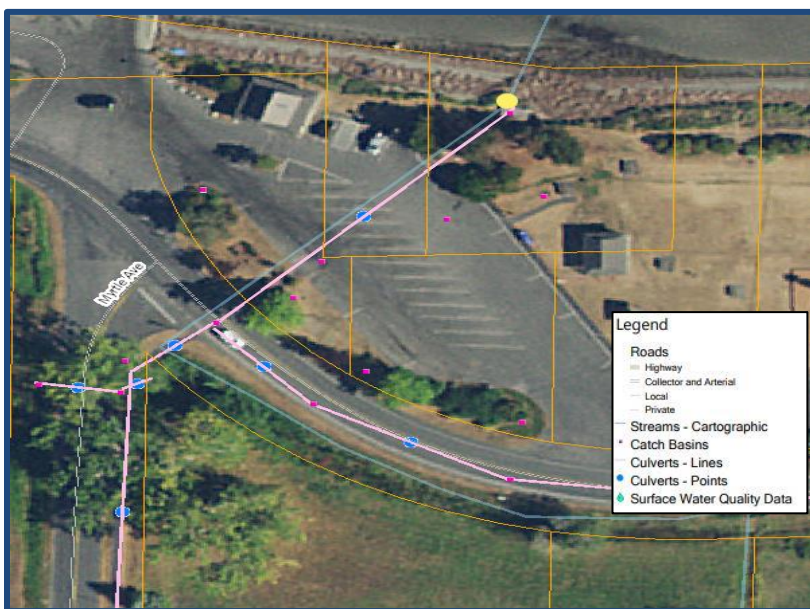 Myrtle Ave
Legend
Roads
Highway
Collector and Arterial
Local
Private
Streams - Cartographic
Catch Basins
Culverts - Lines
Culverts - Points
Surface Water Quality Data